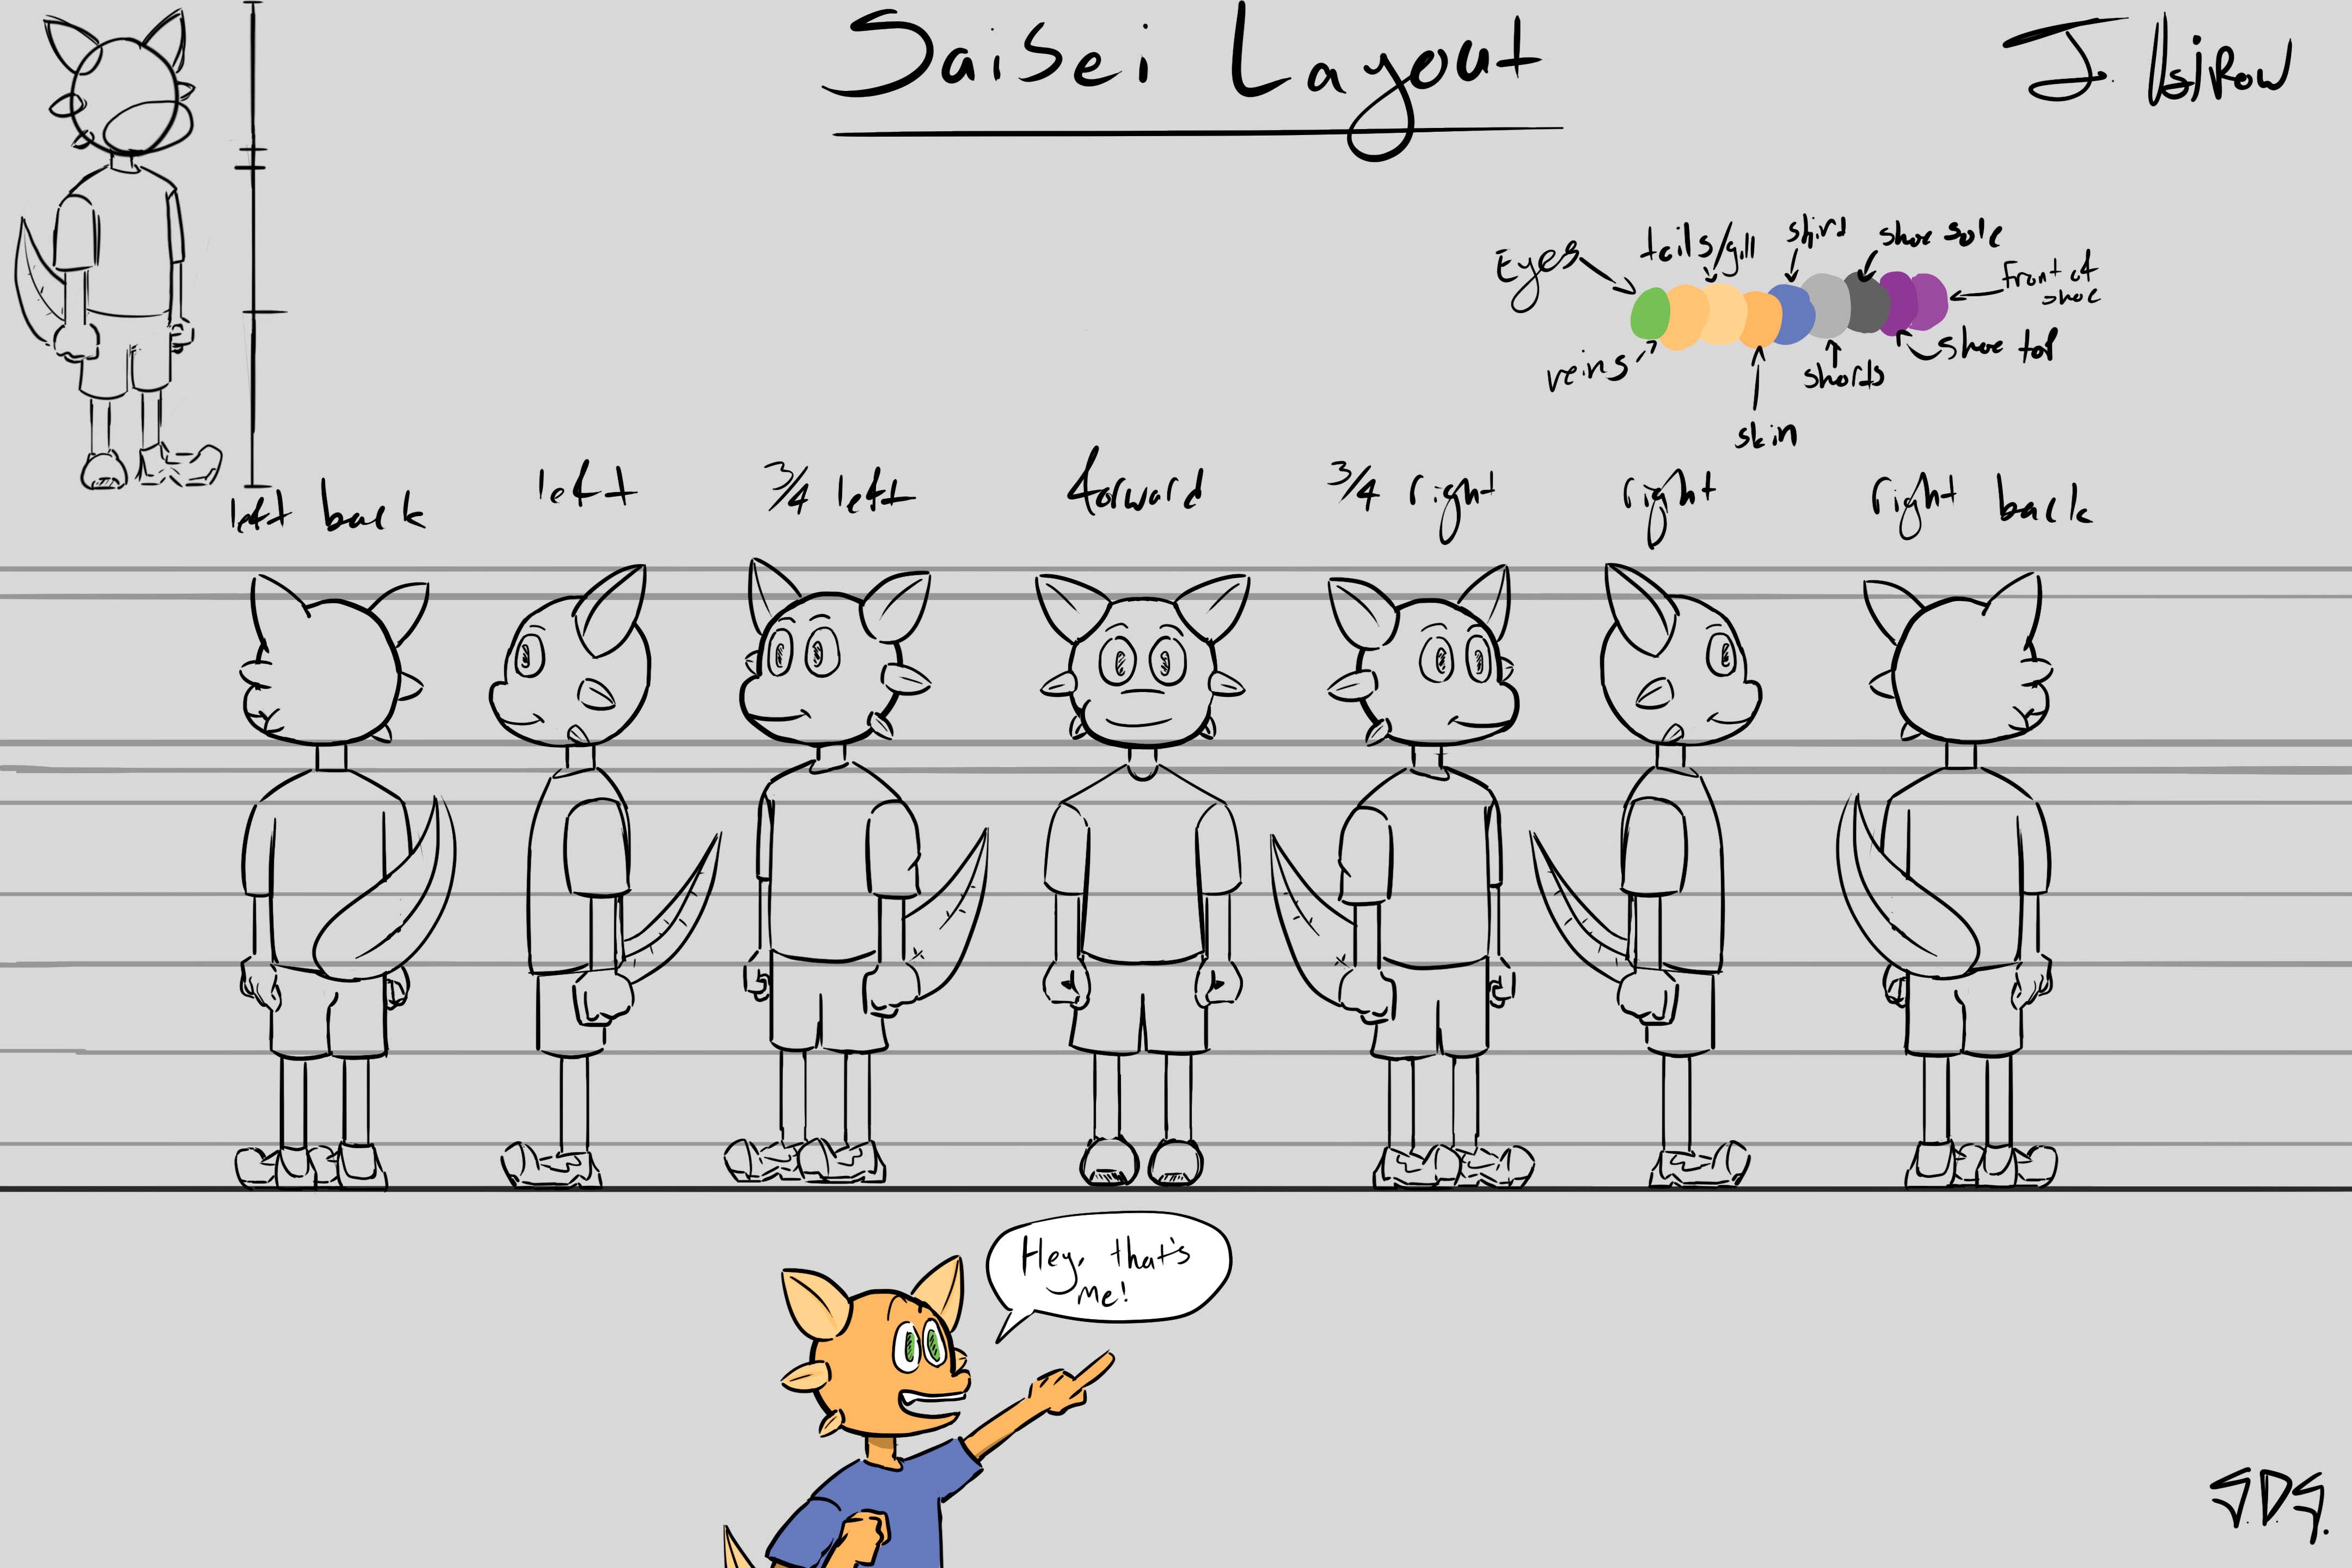 Saisei Layout
Eyes
tails/gill
shirt
shoe sole
front of
shoe
veins
skin
shorts
shoe top
left back
left
3/4 left
forward
3/4 right
right
right back
Hey, that's
me!
S.D.S.